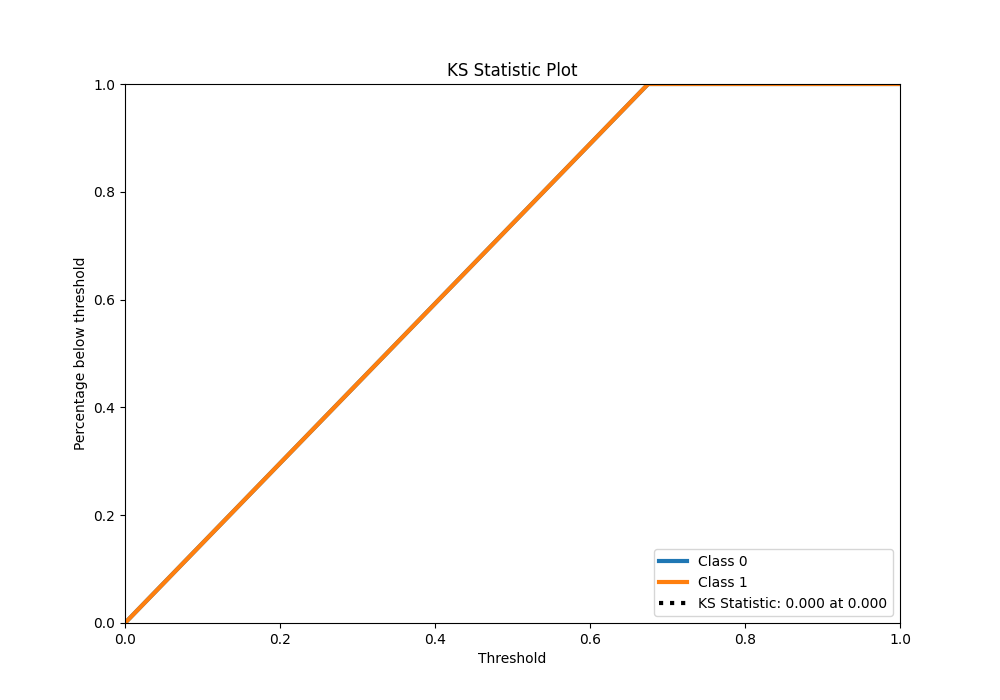 KS Statistic Plot
1.0
0.8
0.6
0.4
0.2
0.0
Percentage below threshold
0.0 0.2 0.4 0.6 0.8 1.0
Threshold
Class 0
Class 1
KS Statistic: 0.000 at 0.000